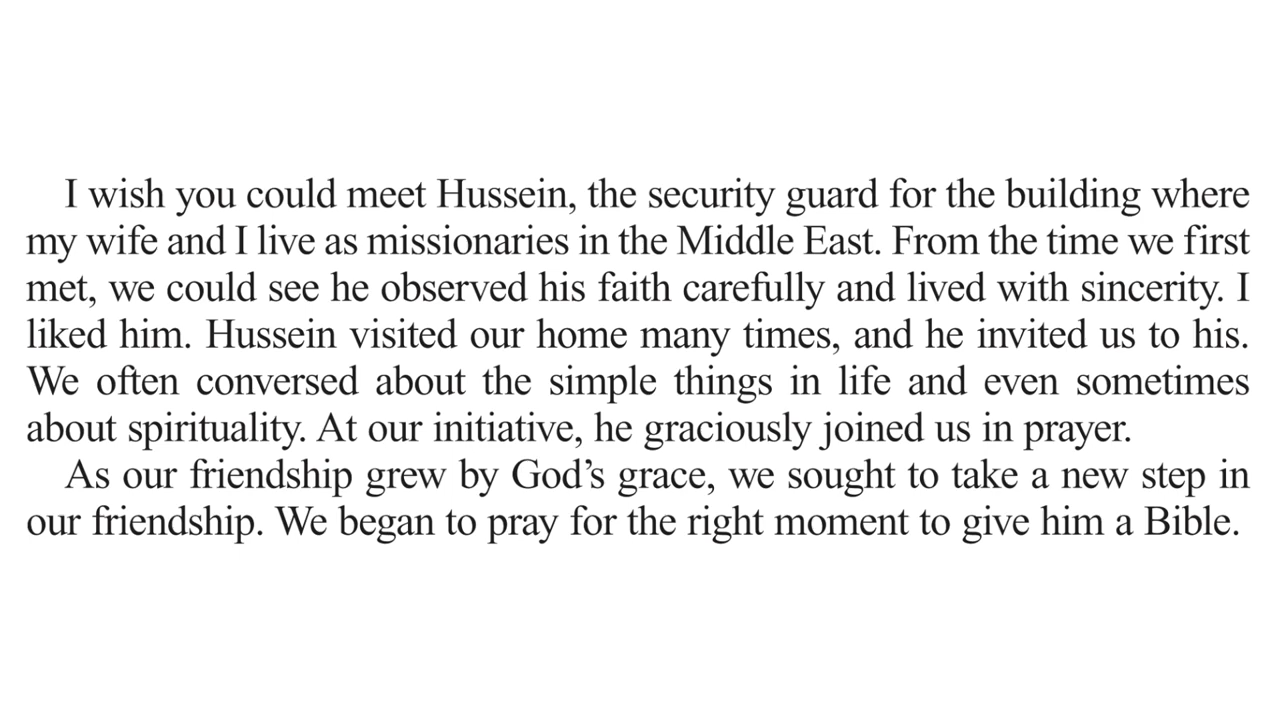 I wish you could meet Hussein, the security guard for the building where
my wife and I live as missionaries in the Middle East. From the time we first
met, we could see he observed his faith carefully and lived with sincerity. I
liked him. Hussein visited our home many times, and he invited us to his.
We often conversed about the simple things in life and even sometimes
about spirituality. At our initiative, he graciously joined us in prayer.
As our friendship grew by God’s grace, we sought to take a new step in
our friendship. We began to pray for the right moment to give him a Bible.